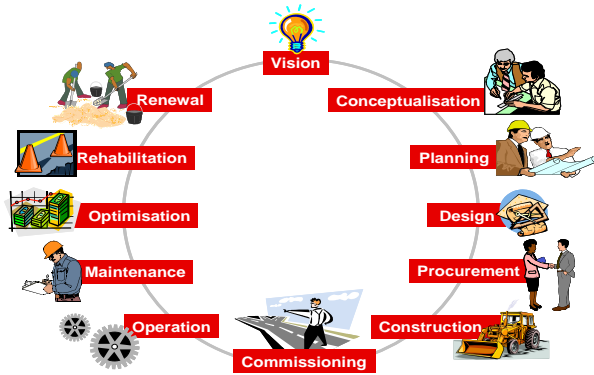 Vision
Conceptualisation
Planning
Design
Procurement
Construction
Commissioning
Operation
Maintenance
Optimisation
Rehabilitation
Renewal